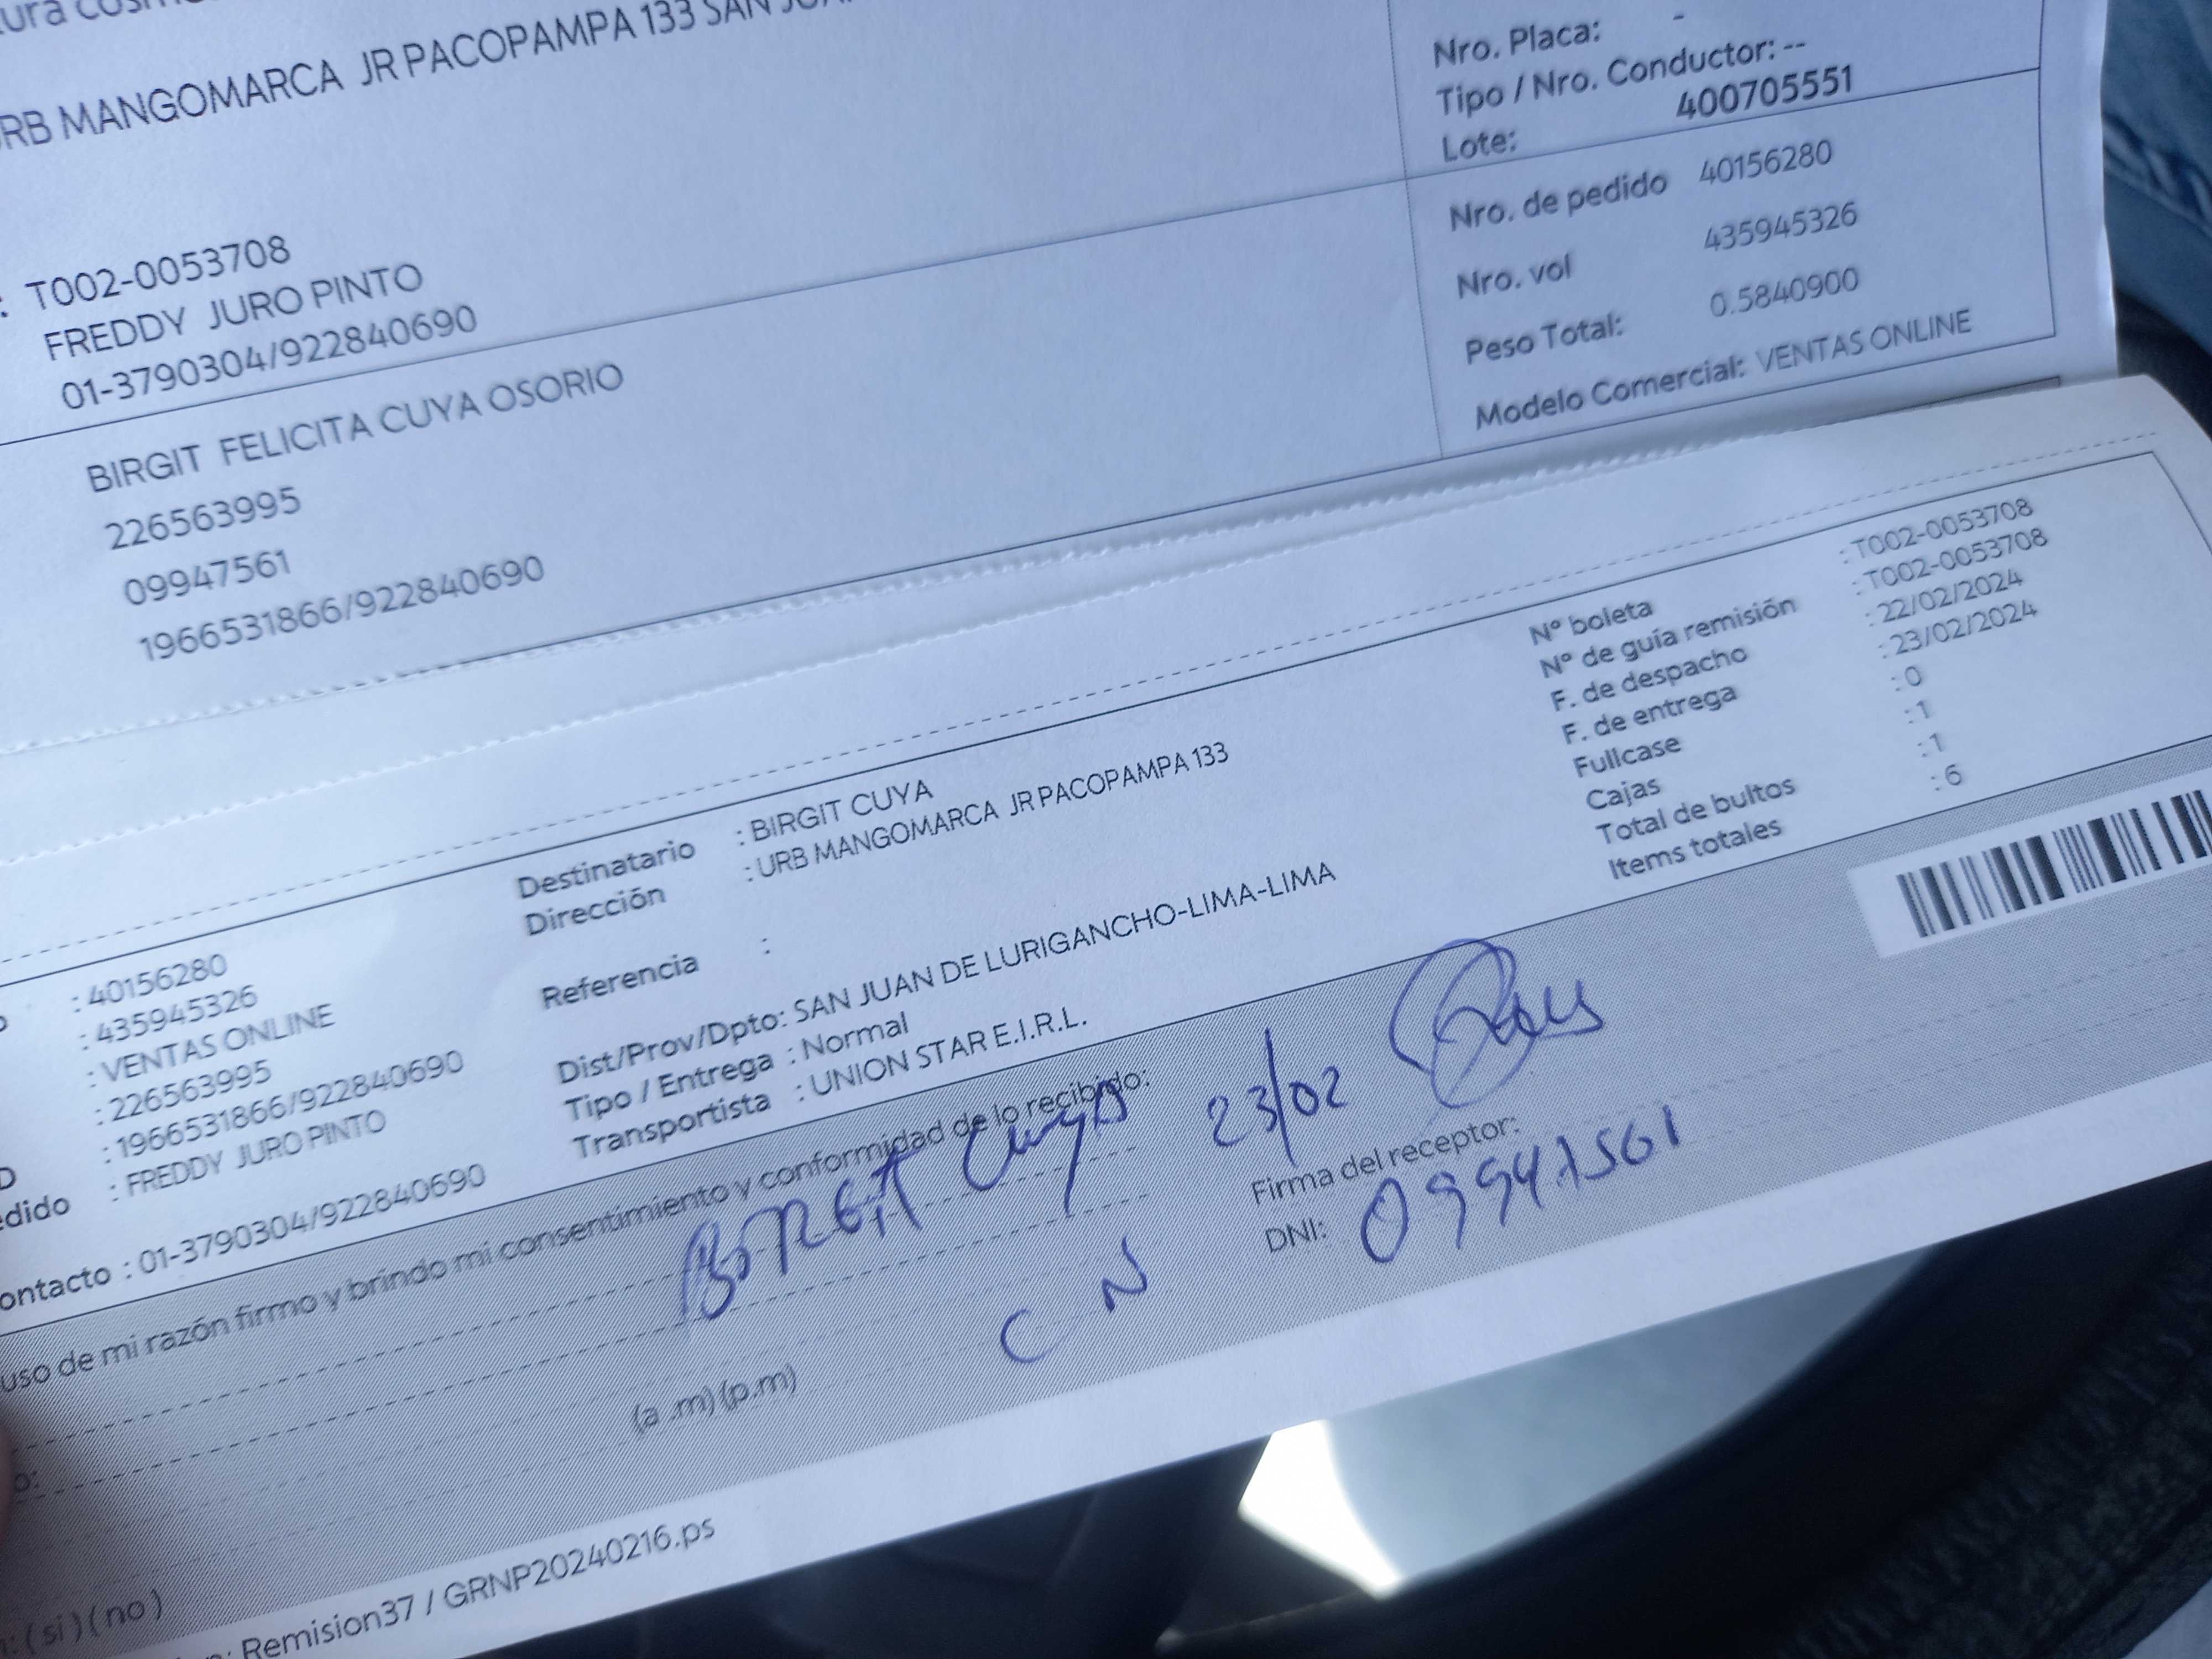 URB MANGOMARCA JR PACOPAMPA 133 SAN
: T002-0053708
FREDDY JURO PINTO
01-3790304/922840690
BIRGIT FELICITA CUYA OSORIO
226563995
09947561
1966531866/922840690
Nro. Placa: -
Tipo / Nro. Conductor: --
Lote: 400705551
Nro. de pedido 40156280
Nro. vol 435945326
Peso Total: 0.5840900
Modelo Comercial: VENTAS ONLINE
: 40156280
: 435945326
: VENTAS ONLINE
: 226563995
: 1966531866/922840690
edido : FREDDY JURO PINTO
ontacto : 01-3790304/922840690
Destinatario : BIRGIT CUYA
Dirección : URB MANGOMARCA JR PACOPAMPA 133
Referencia :
Dist/Prov/Dpto: SAN JUAN DE LURIGANCHO-LIMA-LIMA
Tipo / Entrega : Normal
Transportista : UNION STAR E.I.R.L.
Nº boleta : T002-0053708
Nº de guía remisión : T002-0053708
F. de despacho : 22/02/2024
F. de entrega : 23/02/2024
Fullcase : 0
Cajas : 1
Total de bultos : 1
Items totales : 6
uso de mi razón firmo y brindo mi consentimiento y conformidad de lo recibido:
Birgit Cuya 23/02
Firma del receptor:
DNI: 09947561
C N
(a .m) (p.m)
o:
n: ( si ) ( no )
n: Remision37 / GRNP20240216.ps